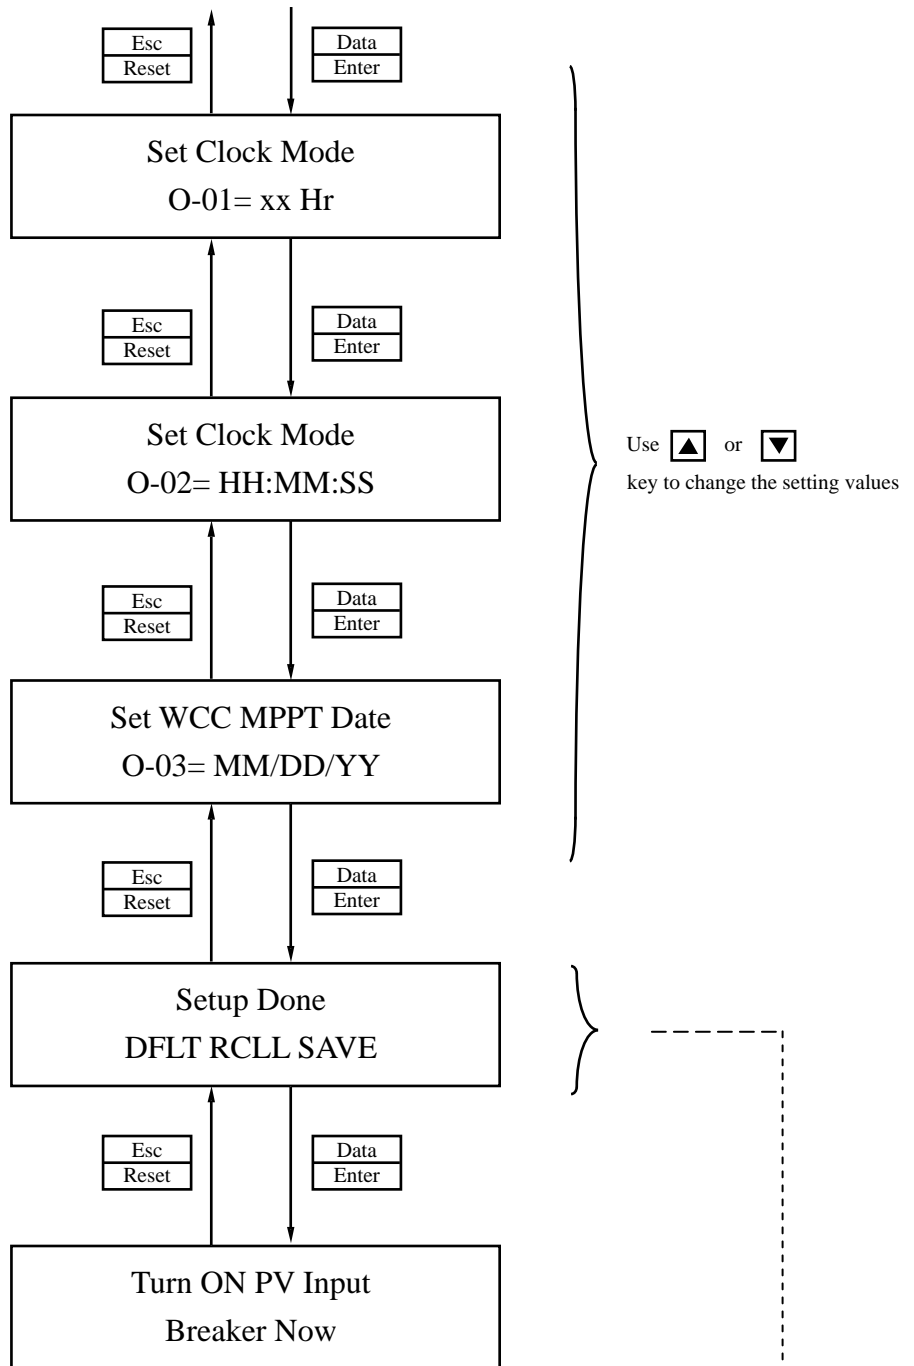 Esc
Reset
Data
Enter
Set Clock Mode
O-01= xx Hr
Esc
Reset
Data
Enter
Set Clock Mode
O-02= HH:MM:SS
Use ▲ or ▼
key to change the setting values
Esc
Reset
Data
Enter
Set WCC MPPT Date
O-03= MM/DD/YY
Esc
Reset
Data
Enter
Setup Done
DFLT RCLL SAVE
Esc
Reset
Data
Enter
Turn ON PV Input
Breaker Now